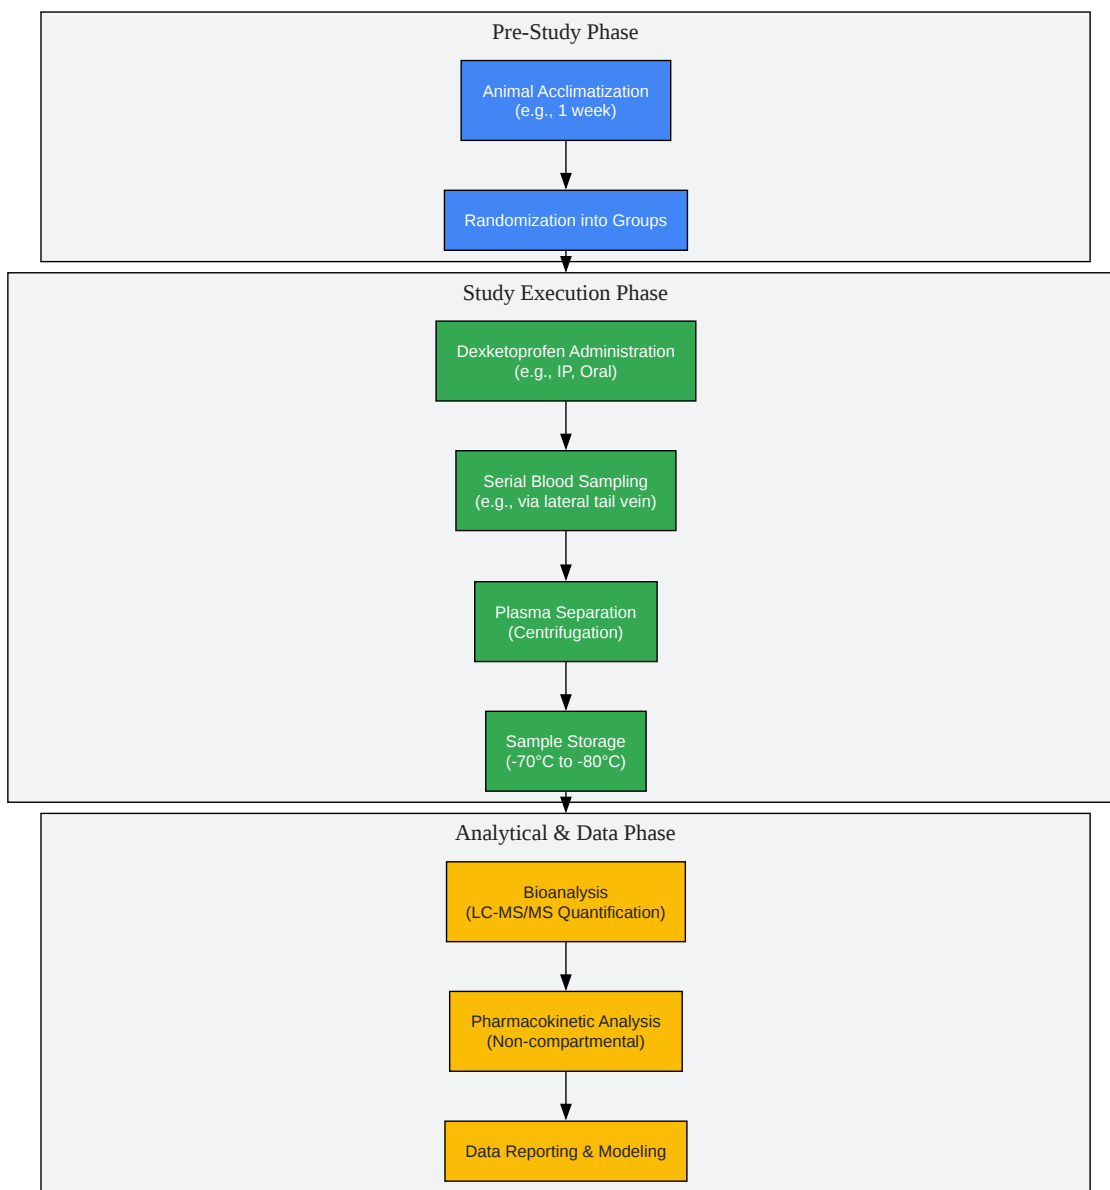 Pre-Study Phase
Animal Acclimatization
(e.g., 1 week)
Randomization into Groups
Study Execution Phase
Dexketoprofen Administration
(e.g., IP, Oral)
Serial Blood Sampling
(e.g., via lateral tail vein)
Plasma Separation
(Centrifugation)
Sample Storage
(-70°C to -80°C)
Analytical & Data Phase
Bioanalysis
(LC-MS/MS Quantification)
Pharmacokinetic Analysis
(Non-compartmental)
Data Reporting & Modeling